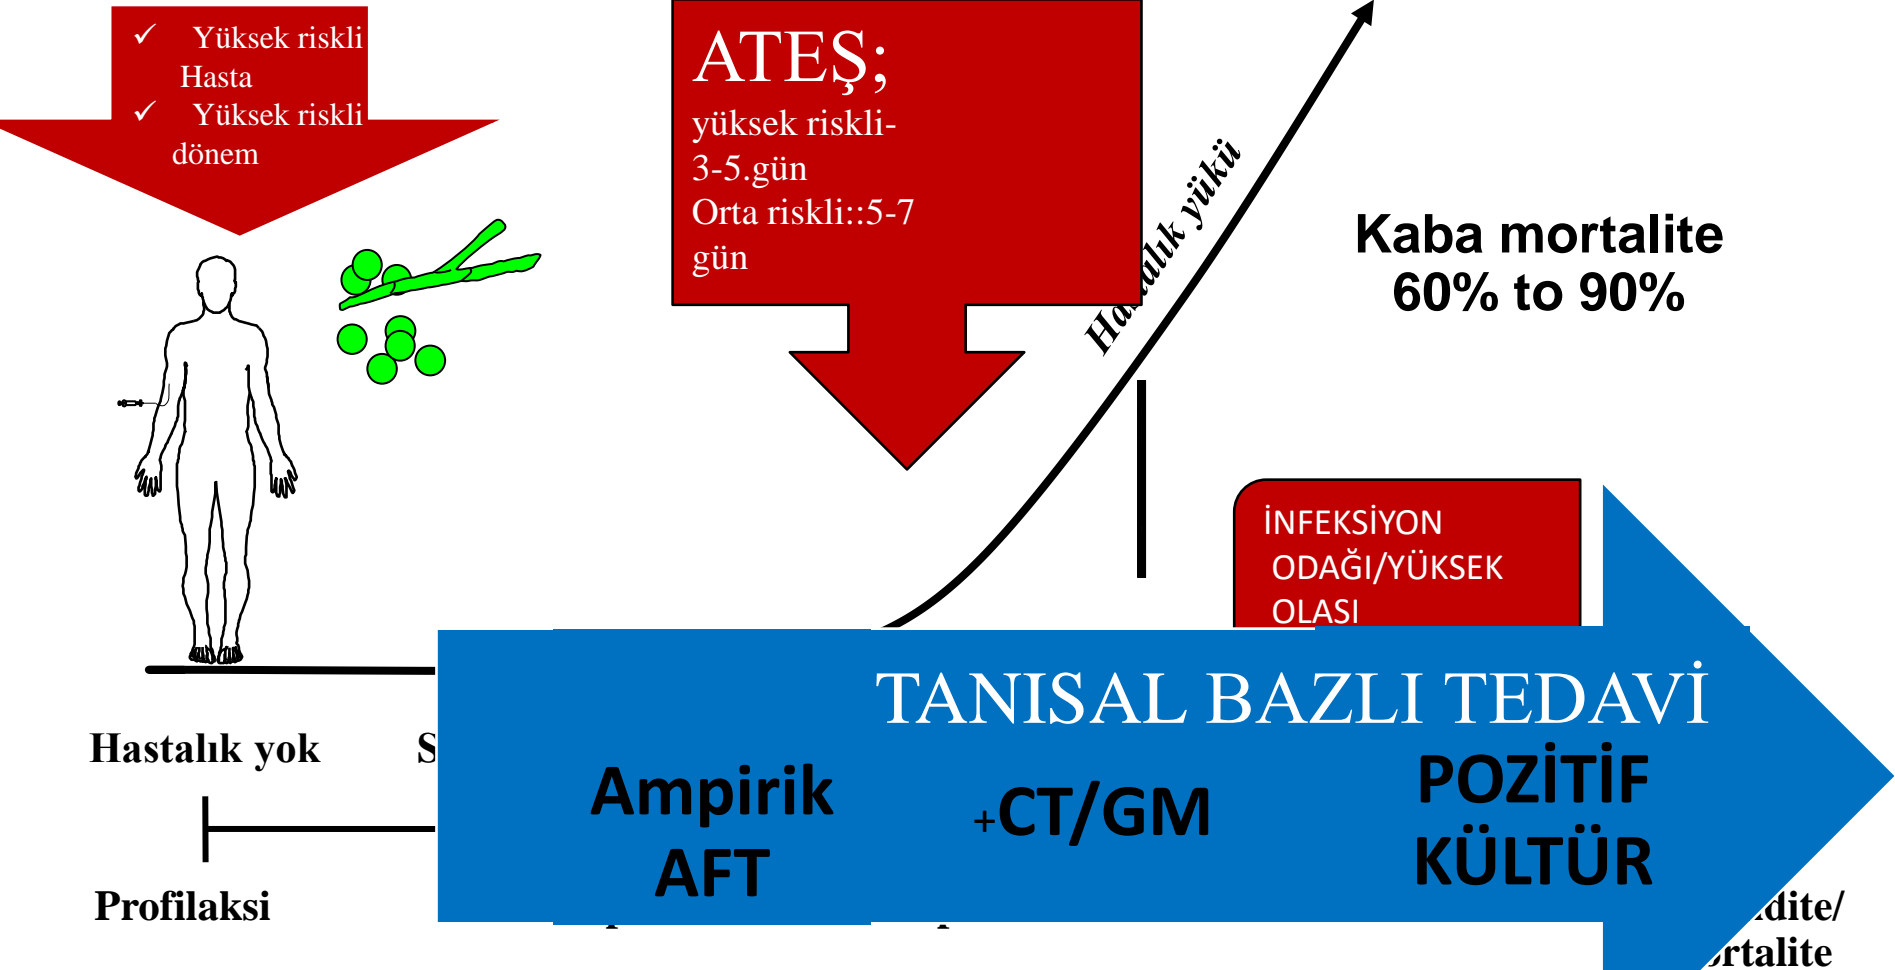 ✓ Yüksek riskli
Hasta
✓ Yüksek riskli
dönem
ATEŞ;
yüksek riskli-
3-5.gün
Orta riskli::5-7
gün
Hastalık yükü
Kaba mortalite
60% to 90%
İNFEKSİYON
ODAĞI/YÜKSEK
OLASI
TANISAL BAZLI TEDAVİ
Hastalık yok
Ampirik
AFT
+CT/GM
POZİTİF
KÜLTÜR
Profilaksi